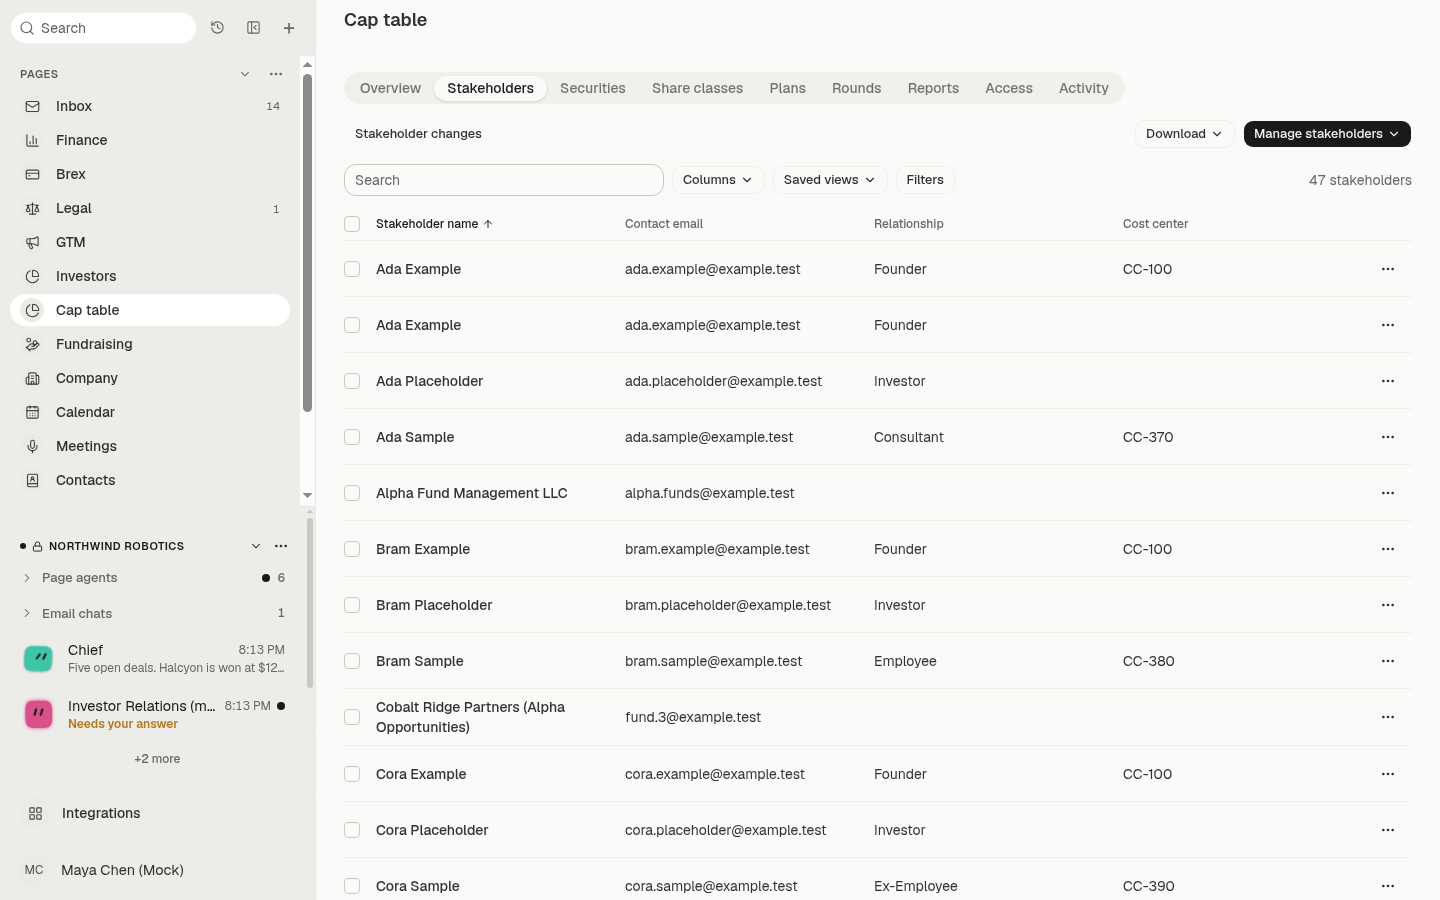 Search
PAGES
Inbox 14
Finance
Brex
Legal 1
GTM
Investors
Cap table
Fundraising
Company
Calendar
Meetings
Contacts
NORTHWIND ROBOTICS
Page agents 6
Email chats 1
Chief 8:13 PM
Five open deals. Halcyon is won at $12...
Investor Relations (m... 8:13 PM
Needs your answer
+2 more
Integrations
MC Maya Chen (Mock)
Cap table
Overview Stakeholders Securities Share classes Plans Rounds Reports Access Activity
Stakeholder changes Download Manage stakeholders
Search Columns Saved views Filters 47 stakeholders
Stakeholder name Contact email Relationship Cost center
Ada Example ada.example@example.test Founder CC-100
Ada Example ada.example@example.test Founder
Ada Placeholder ada.placeholder@example.test Investor
Ada Sample ada.sample@example.test Consultant CC-370
Alpha Fund Management LLC alpha.funds@example.test
Bram Example bram.example@example.test Founder CC-100
Bram Placeholder bram.placeholder@example.test Investor
Bram Sample bram.sample@example.test Employee CC-380
Cobalt Ridge Partners (Alpha
Opportunities) fund.3@example.test
Cora Example cora.example@example.test Founder CC-100
Cora Placeholder cora.placeholder@example.test Investor
Cora Sample cora.sample@example.test Ex-Employee CC-390